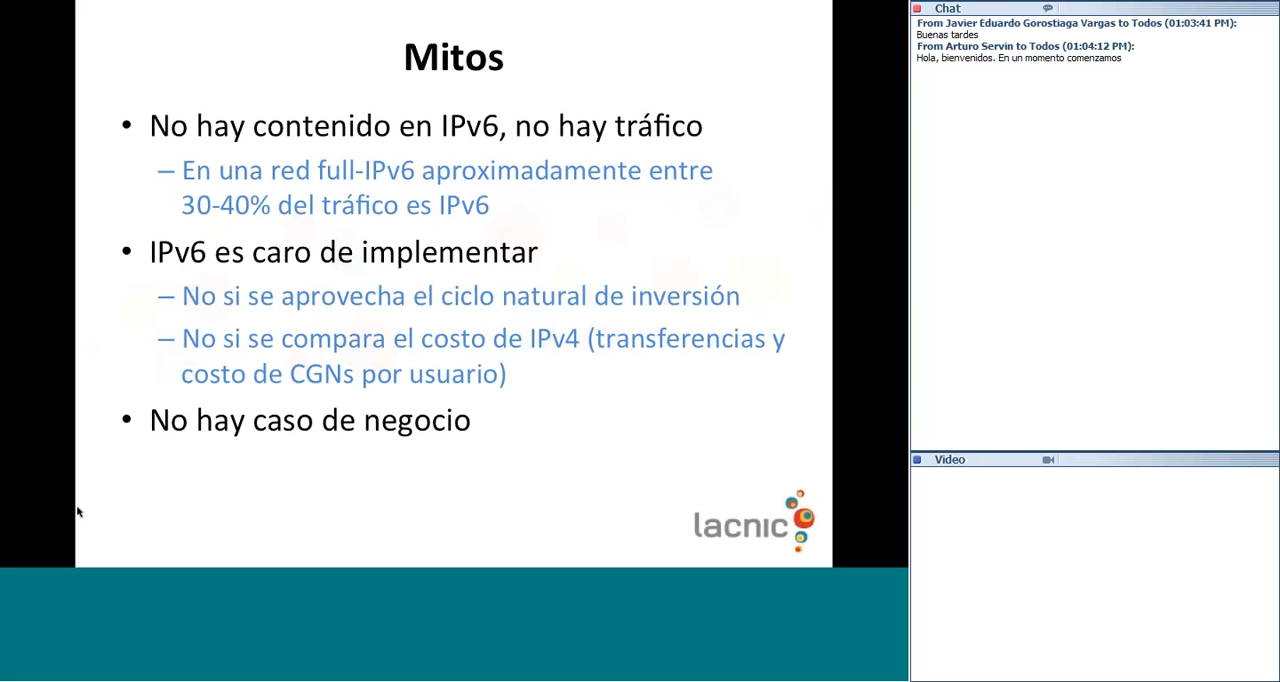 Mitos
• No hay contenido en IPv6, no hay tráfico
– En una red full-IPv6 aproximadamente entre
30-40% del tráfico es IPv6
• IPv6 es caro de implementar
– No si se aprovecha el ciclo natural de inversión
– No si se compara el costo de IPv4 (transferencias y
costo de CGNs por usuario)
• No hay caso de negocio
lacnic
Chat
From Javier Eduardo Gorostiaga Vargas to Todos (01:03:41 PM):
Buenas tardes
From Arturo Servin to Todos (01:04:12 PM):
Hola, bienvenidos. En un momento comenzamos
Video